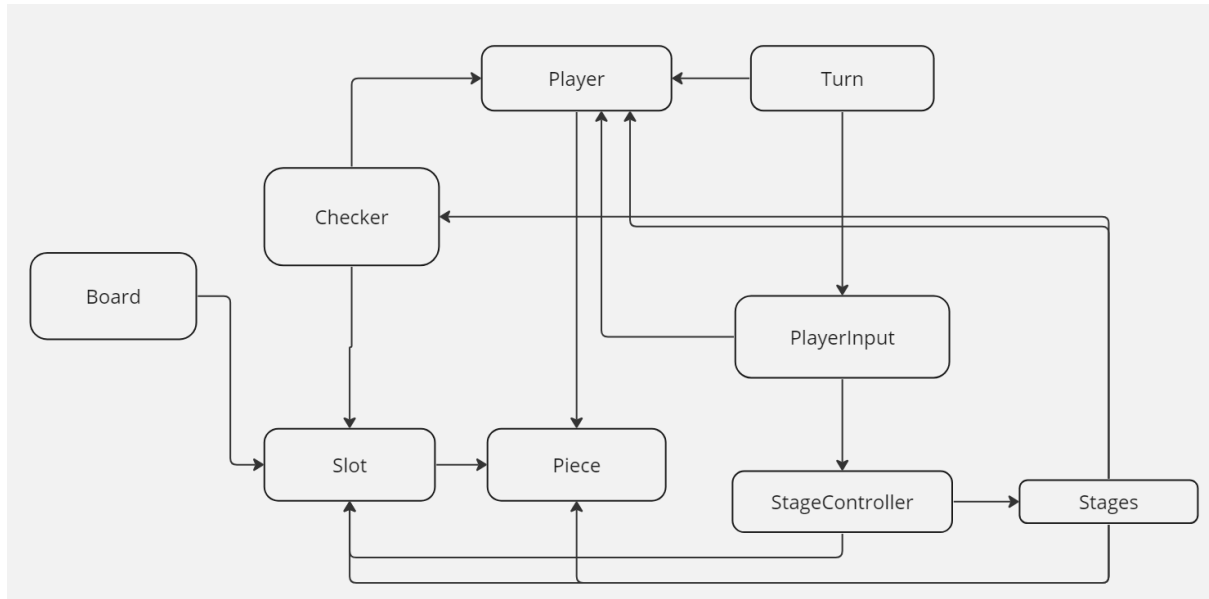 Player
Turn
Checker
Board
PlayerInput
Slot
Piece
StageController
Stages